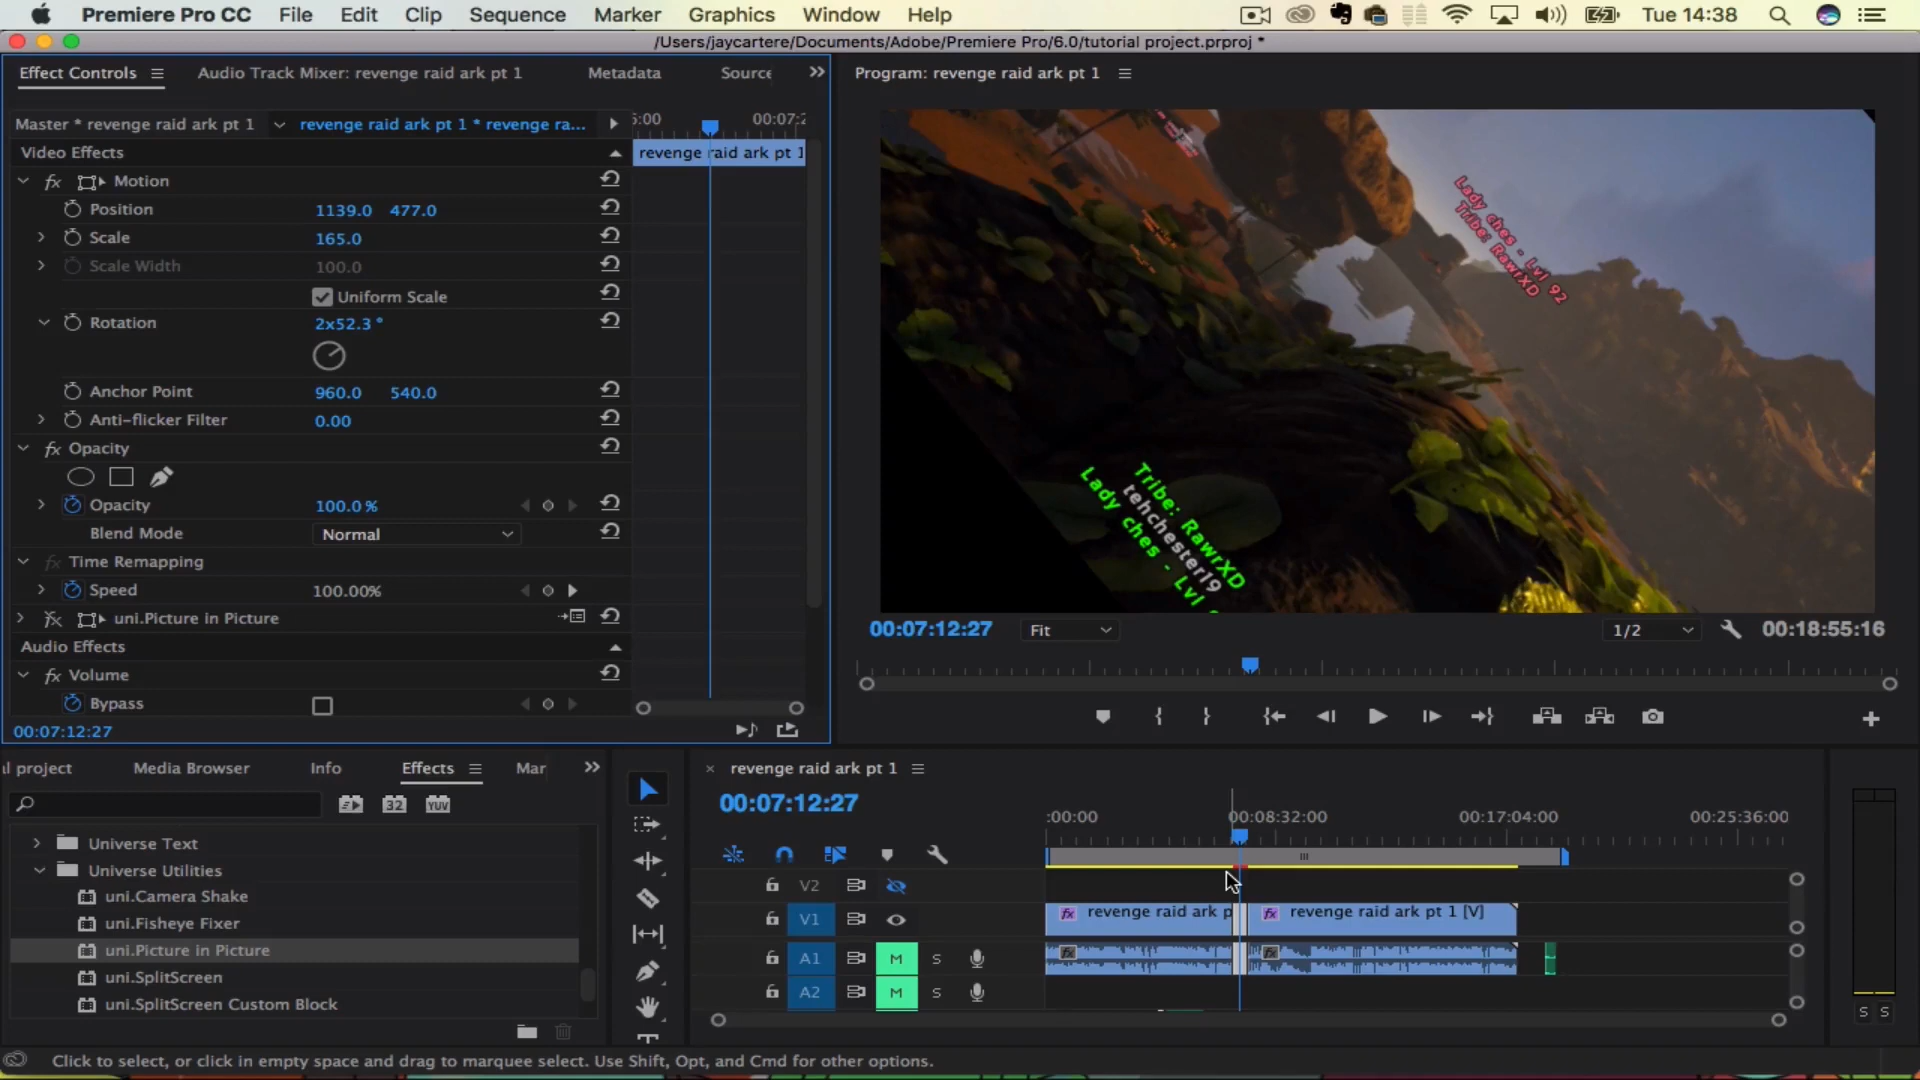 Premiere Pro CC File Edit Clip Sequence Marker Graphics Window Help Tue 14:38
/Users/jaycartere/Documents/Adobe/Premiere Pro/6.0/tutorial project.prproj *
Effect Controls Audio Track Mixer: revenge raid ark pt 1 Metadata Source
Program: revenge raid ark pt 1
Master * revenge raid ark pt 1 revenge raid ark pt 1 * revenge ra...
5:00 00:07:2
Video Effects
revenge raid ark pt 1
Motion
Position 1139.0 477.0
Scale 165.0
Scale Width 100.0
Uniform Scale
Rotation 2x52.3 °
Anchor Point 960.0 540.0
Anti-flicker Filter 0.00
Opacity
Opacity 100.0 %
Blend Mode Normal
Time Remapping
Speed 100.00%
uni.Picture in Picture
Audio Effects
Volume
Bypass
00:07:12:27
Lady ches - Lvl 92
Tribe: RawrXD
Tribe: RawrXD
tehchester19
Lady ches - Lvl
00:07:12:27 Fit 1/2 00:18:55:16
l project Media Browser Info Effects Mar
32 YUV
Universe Text
Universe Utilities
uni.Camera Shake
uni.Fisheye Fixer
uni.Picture in Picture
uni.SplitScreen
uni.SplitScreen Custom Block
revenge raid ark pt 1
00:07:12:27
:00:00 00:08:32:00 00:17:04:00 00:25:36:00
V2
V1 fx revenge raid ark p fx revenge raid ark pt 1 [V]
A1 M S
A2 M S
S S
Click to select, or click in empty space and drag to marquee select. Use Shift, Opt, and Cmd for other options.